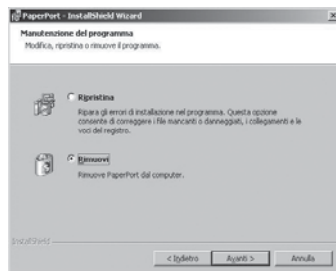 PaperPort - InstallShield Wizard
Manutenzione del programma
Modifica, ripristina o rimuove il programma.
Ripristina
Ripara gli errori di installazione nel programma. Questa opzione
consente di correggere i file mancanti o danneggiati, i collegamenti e le
voci del registro.
Rimuovi
Rimuove PaperPort dal computer.
InstallShield
< Indietro Avanti > Annulla